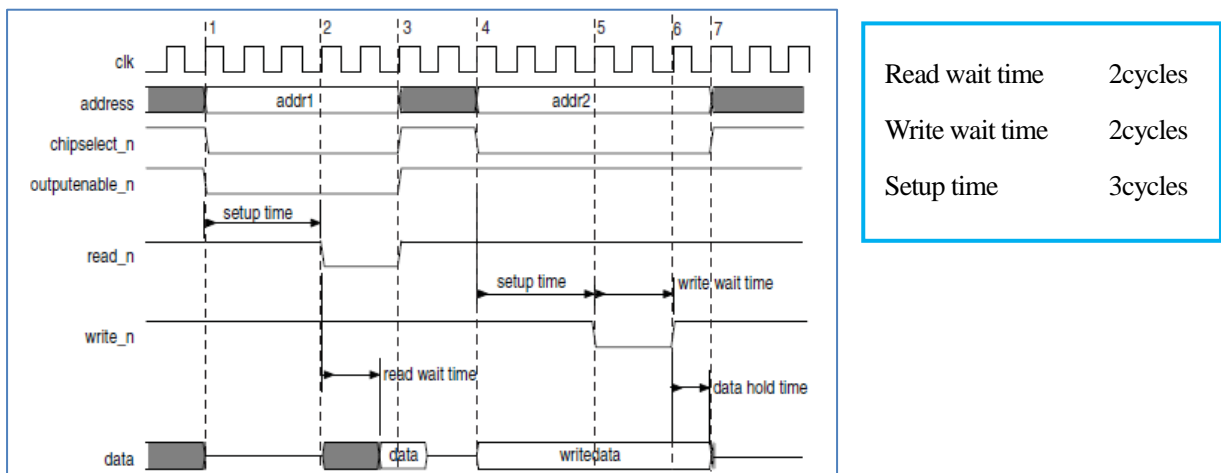 1 2 3 4 5 6 7
clk
address addr1 addr2
chipselect_n
outputenable_n
setup time
read_n
setup time write wait time
write_n
read wait time
data hold time
data data writedata
Read wait time 2cycles
Write wait time 2cycles
Setup time 3cycles